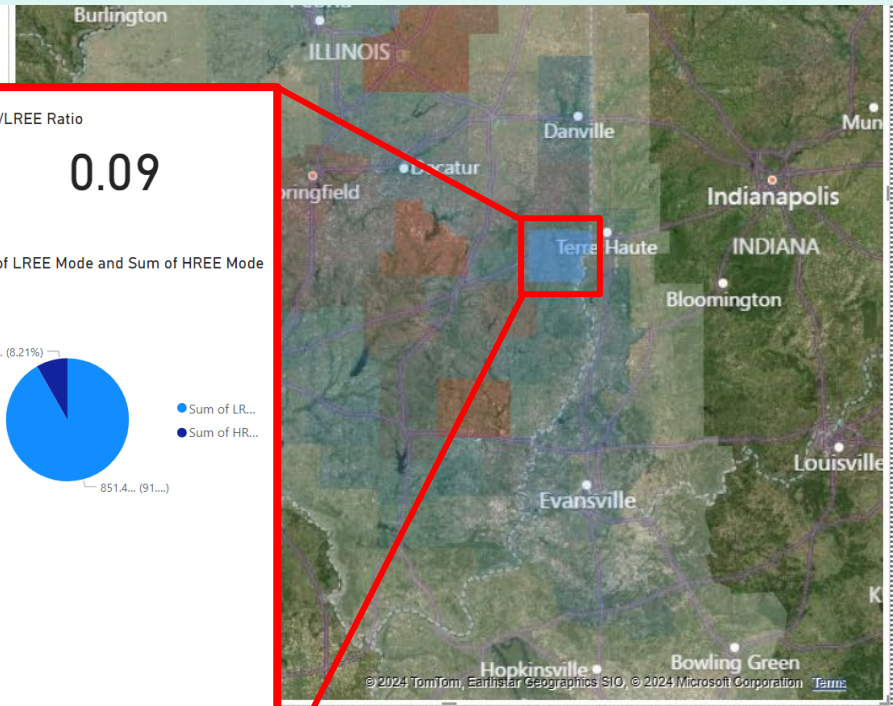 Burlington
ILLINOIS
/LREE Ratio
0.09
Danville
Mun
Decatur
ringfield
Indianapolis
of LREE Mode and Sum of HREE Mode
Terre Haute
INDIANA
Bloomington
... (8.21%)
Sum of LR...
Sum of HR...
851.4... (91....)
Louisville
Evansville
K
Hopkinsville
Bowling Green
© 2024 TomTom, Earthstar Geographics SIO, © 2024 Microsoft Corporation Terms